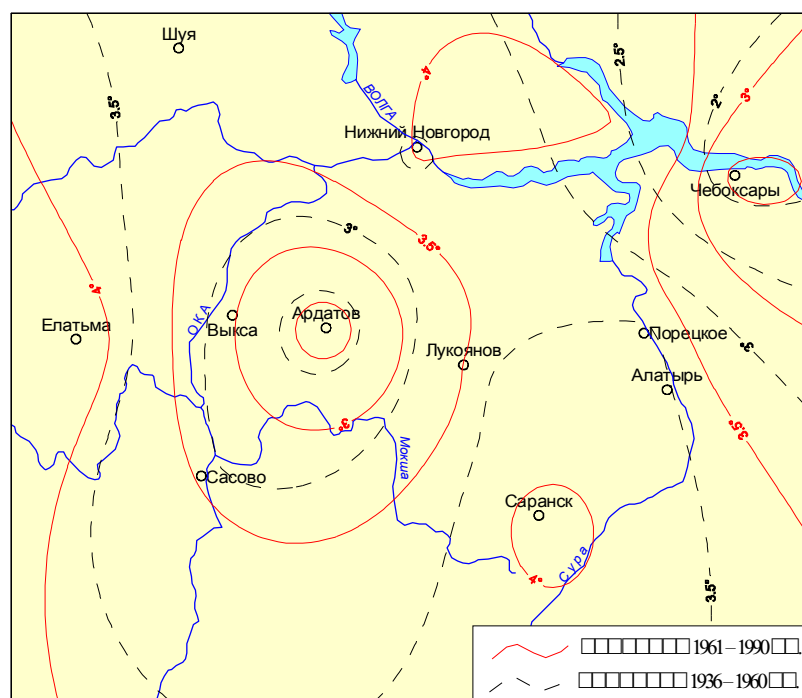 Шуя
2.5°
3.5°
4°
2°
3°
ВОЛГА
Нижний Новгород
Чебоксары
3°
3.5°
4°
ОКА
Ардатов
Выкса
Елатьма
Порецкое
3°
Лукоянов
Алатырь
3°
3.5°
Мокша
Сасово
Саранск
Сура
4°
3.5°
1961–1990
1936–1960